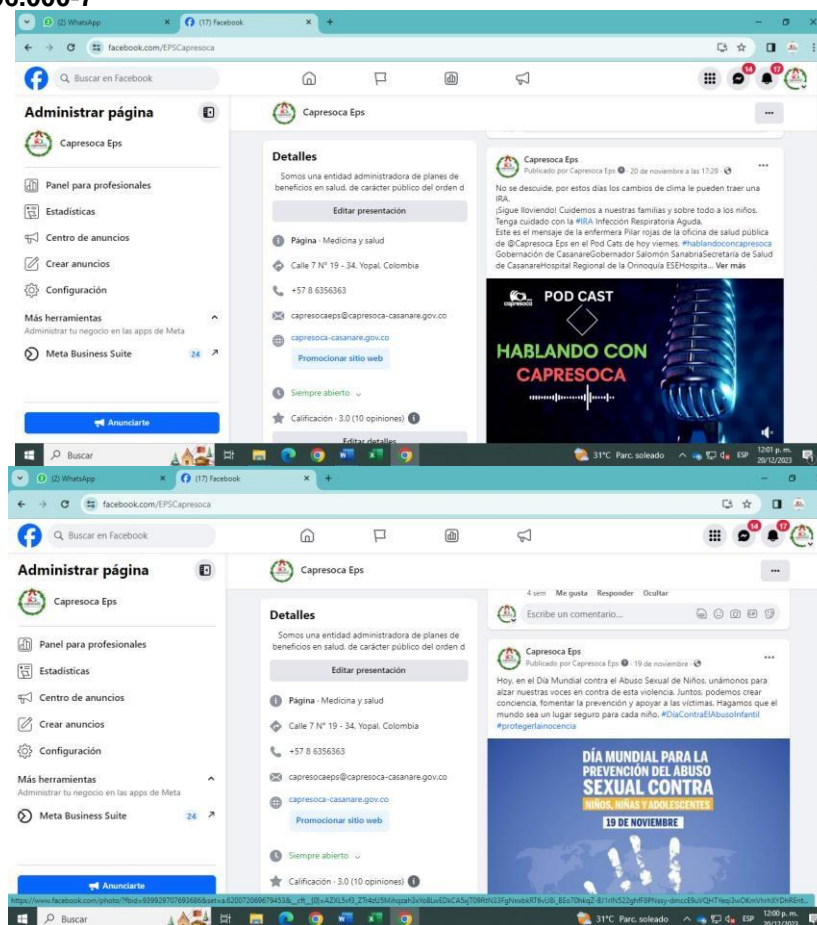 (2) WhatsApp
(17) Facebook
facebook.com/EPSCapresoca
Buscar en Facebook
14
17
Administrar página
Capresoca Eps
Panel para profesionales
Estadísticas
Centro de anuncios
Crear anuncios
Configuración
Más herramientas
Administrar tu negocio en las apps de Meta
Meta Business Suite 24
Anunciarte
Capresoca Eps
Detalles
Somos una entidad administradora de planes de
beneficios en salud. de carácter público del orden d
Editar presentación
Página · Medicina y salud
Calle 7 N° 19 - 34, Yopal, Colombia
+57 8 6356363
capresocaeps@capresoca-casanare.gov.co
capresoca-casanare.gov.co
Promocionar sitio web
Siempre abierto
Calificación · 3.0 (10 opiniones)
Editar detalles
Capresoca Eps
Publicado por Capresoca Eps · 20 de noviembre a las 17:29 ·
No se descuide, por estos días los cambios de clima le pueden traer una
IRA.
¡Sigue lloviendo! Cuidemos a nuestras familias y sobre todo a los niños.
Tenga cuidado con la #IRA Infección Respiratoria Aguda.
Este es el mensaje de la enfermera Pilar rojas de la oficina de salud pública
de @Capresoca Eps en el Pod Cats de hoy viernes. #hablandoconcapresoca
Gobernación de CasanareGobernador Salomón SanabriaSecretaría de Salud
de CasanareHospital Regional de la Orinoquía ESEHospita... Ver más
capresoca
POD CAST
HABLANDO CON
CAPRESOCA
Buscar
31°C Parc. soleado
ESP
12:01 p. m.
20/12/2023
(2) WhatsApp
(17) Facebook
facebook.com/EPSCapresoca
Buscar en Facebook
14
17
Administrar página
Capresoca Eps
Panel para profesionales
Estadísticas
Centro de anuncios
Crear anuncios
Configuración
Más herramientas
Administrar tu negocio en las apps de Meta
Meta Business Suite 24
Anunciarte
Capresoca Eps
Detalles
Somos una entidad administradora de planes de
beneficios en salud. de carácter público del orden d
Editar presentación
Página · Medicina y salud
Calle 7 N° 19 - 34, Yopal, Colombia
+57 8 6356363
capresocaeps@capresoca-casanare.gov.co
capresoca-casanare.gov.co
Promocionar sitio web
Siempre abierto
Calificación · 3.0 (10 opiniones)
4 sem Me gusta Responder Ocultar
Escribe un comentario...
Capresoca Eps
Publicado por Capresoca Eps · 19 de noviembre ·
Hoy, en el Día Mundial contra el Abuso Sexual de Niños, unámonos para
alzar nuestras voces en contra de esta violencia. Juntos, podemos crear
conciencia, fomentar la prevención y apoyar a las víctimas. Hagamos que el
mundo sea un lugar seguro para cada niño. #DíaContraElAbusoInfantil
#protegerlainocencia
DÍA MUNDIAL PARA LA
PREVENCIÓN DEL ABUSO
SEXUAL CONTRA
NIÑOS, NIÑAS Y ADOLESCENTES
19 DE NOVIEMBRE
Buscar
31°C Parc. soleado
ESP
12:00 p. m.
20/12/2023